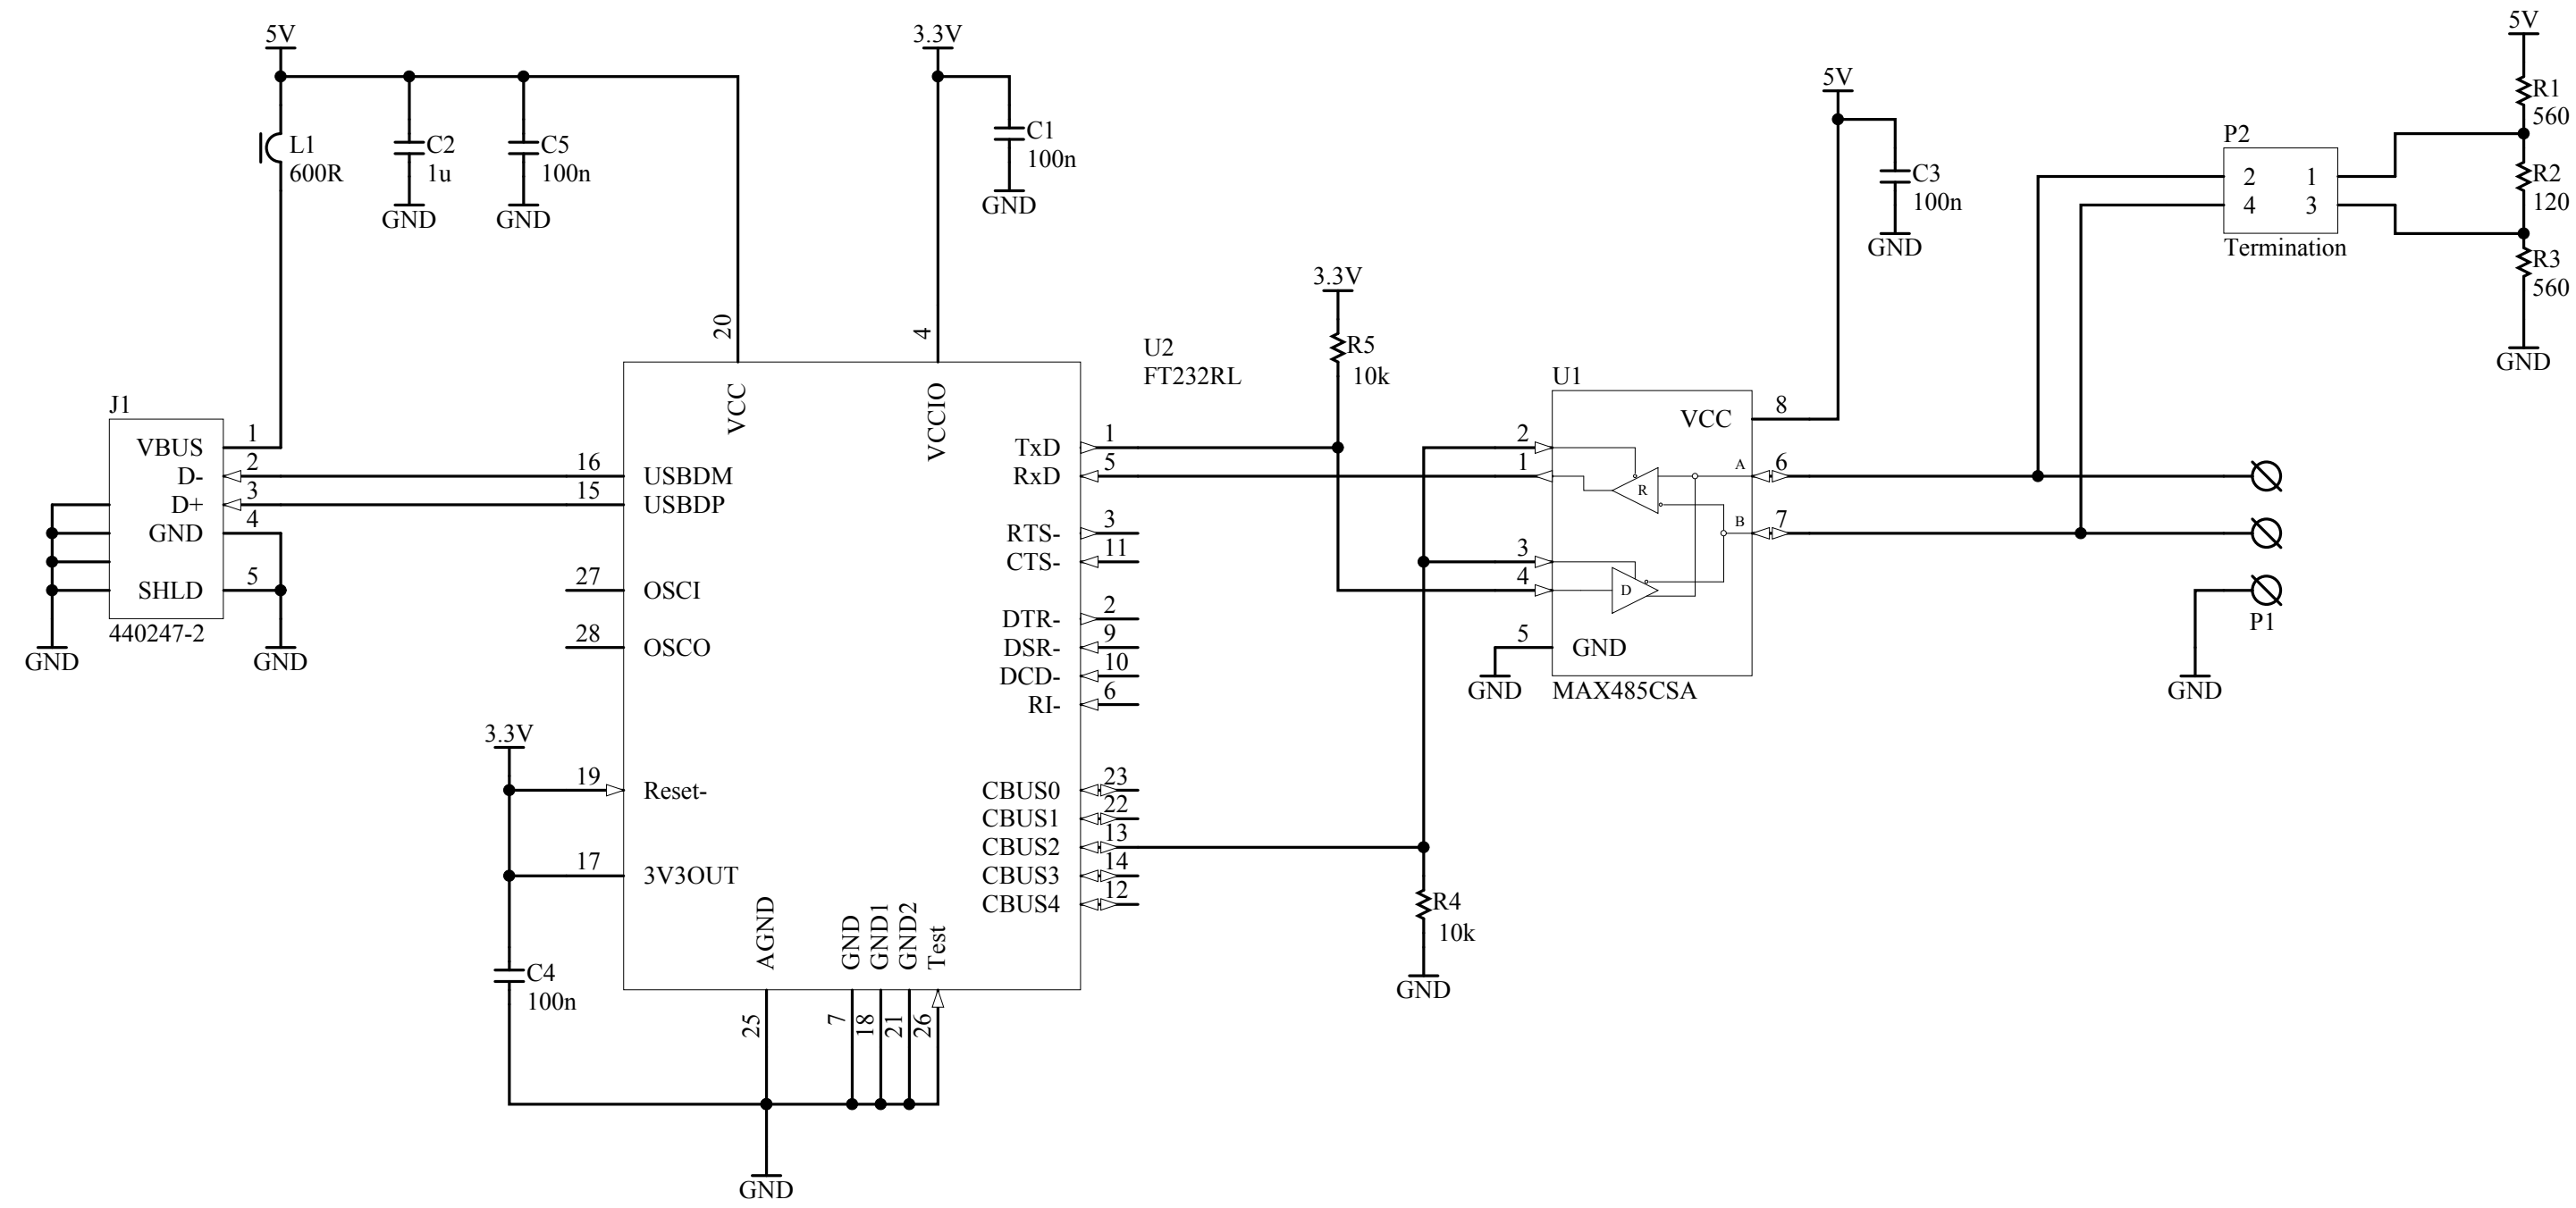 5V
L1
600R
C2
1u
GND
C5
100n
GND
3.3V
C1
100n
GND
5V
C3
100n
GND
5V
R1
560
R2
120
R3
560
GND
P2
2 1
4 3
Termination
J1
VBUS 1
D- 2
D+ 3
GND 4
SHLD 5
440247-2
GND
GND
U2
FT232RL
20
VCC
4
VCCIO
16 USBDM
15 USBDP
27 OSCI
28 OSCO
3.3V
19 Reset-
17 3V3OUT
C4
100n
TxD 1
RxD 5
RTS- 3
CTS- 11
DTR- 2
DSR- 9
DCD- 10
RI- 6
CBUS0 23
CBUS1 22
CBUS2 13
CBUS3 14
CBUS4 12
AGND
GND
GND1
GND2
Test
25
7
18
21
26
GND
3.3V
R5
10k
R4
10k
GND
U1
VCC 8
2
1
R
A 6
B 7
3
4
D
5 GND
GND
MAX485CSA
P1
GND